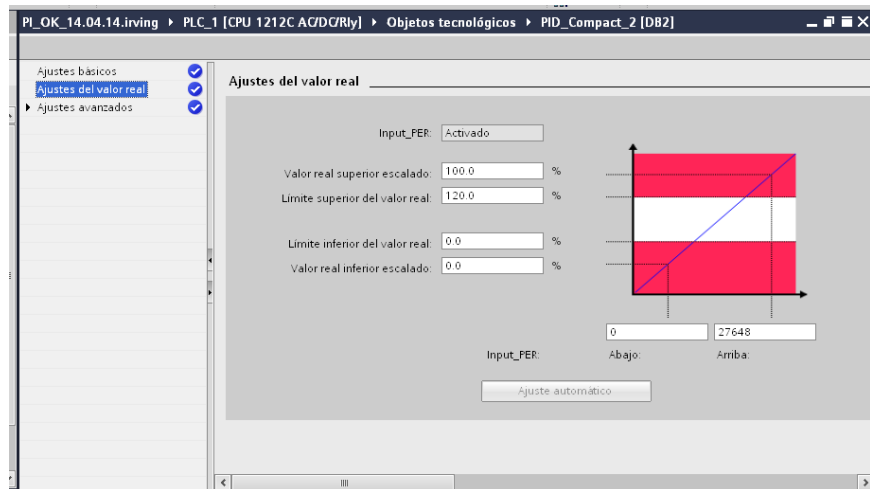 PI_OK_14.04.14.irving ▸ PLC_1 [CPU 1212C AC/DC/Rly] ▸ Objetos tecnológicos ▸ PID_Compact_2 [DB2]
Ajustes básicos
Ajustes del valor real
Ajustes avanzados
Ajustes del valor real
Input_PER: Activado
Valor real superior escalado: 100.0 %
Límite superior del valor real: 120.0 %
Límite inferior del valor real: 0.0 %
Valor real inferior escalado: 0.0 %
0 27648
Input_PER: Abajo: Arriba:
Ajuste automático